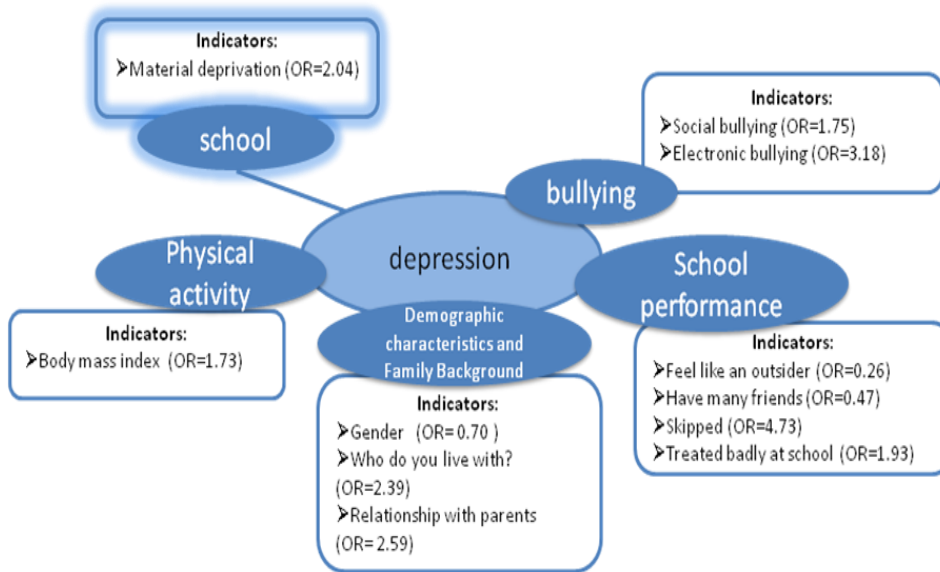 Indicators:
➤Material deprivation (OR=2.04)
school
Indicators:
➤Social bullying (OR=1.75)
➤Electronic bullying (OR=3.18)
bullying
depression
Physical
activity
Indicators:
➤Body mass index (OR=1.73)
School
performance
Indicators:
➤Feel like an outsider (OR=0.26)
➤Have many friends (OR=0.47)
➤Skipped (OR=4.73)
➤Treated badly at school (OR=1.93)
Demographic
characteristics and
Family Background
Indicators:
➤Gender (OR= 0.70 )
➤Who do you live with?
(OR=2.39)
➤Relationship with parents
(OR= 2.59)